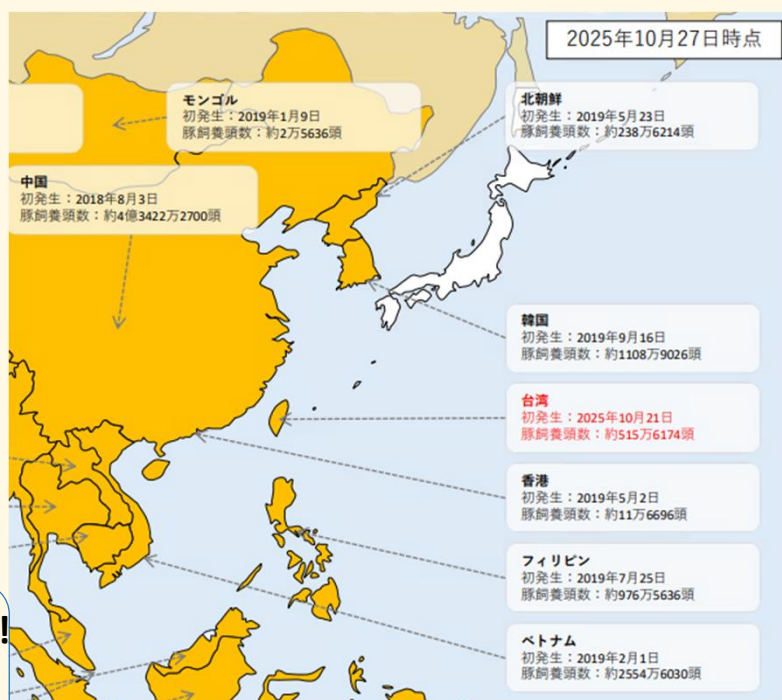 2025年10月27日時点
モンゴル
初発生：2019年1月9日
豚飼養頭数：約2万5636頭
北朝鮮
初発生：2019年5月23日
豚飼養頭数：約238万6214頭
中国
初発生：2018年8月3日
豚飼養頭数：約4億3422万2700頭
韓国
初発生：2019年9月16日
豚飼養頭数：約1108万9026頭
台湾
初発生：2025年10月21日
豚飼養頭数：約515万6174頭
香港
初発生：2019年5月2日
豚飼養頭数：約11万6696頭
フィリピン
初発生：2019年7月25日
豚飼養頭数：約976万5636頭
!
ベトナム
初発生：2019年2月1日
豚飼養頭数：約2554万6030頭